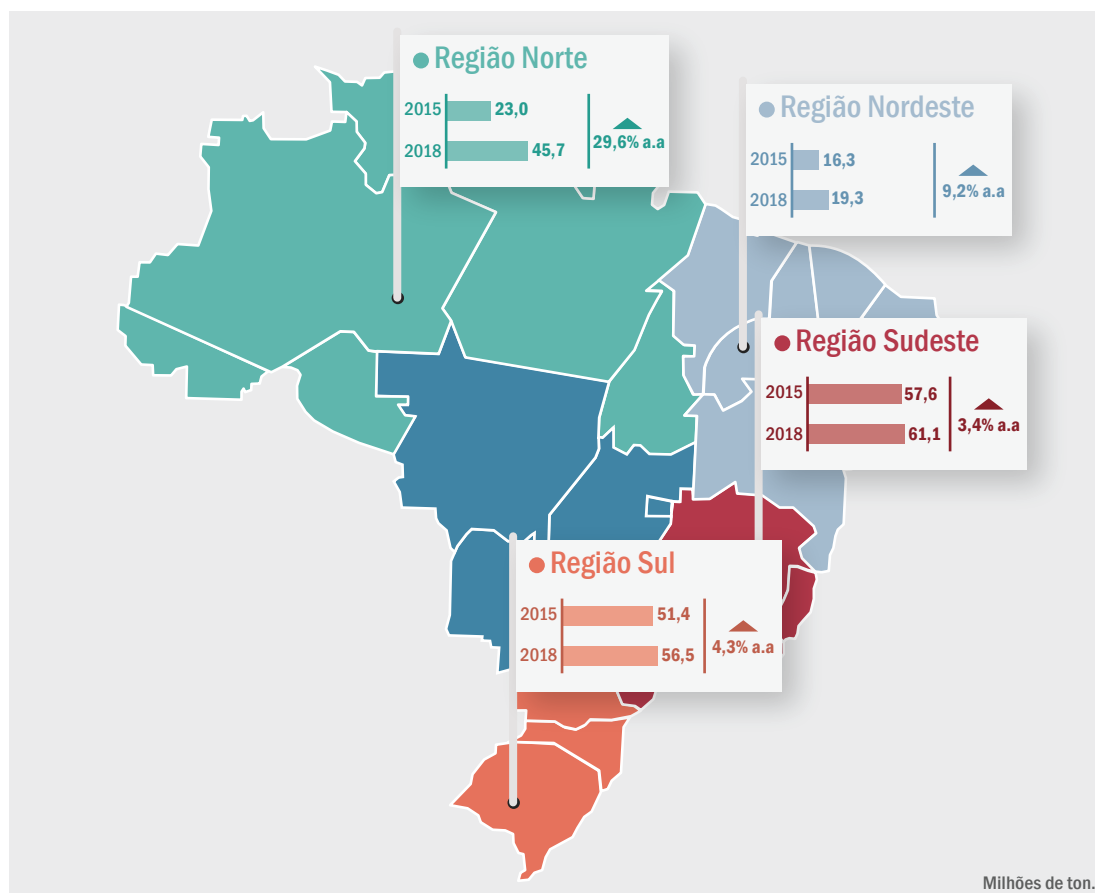 Região Norte
2015 23,0
2018 45,7
29,6% a.a
Região Nordeste
2015 16,3
2018 19,3
9,2% a.a
Região Sudeste
2015 57,6
2018 61,1
3,4% a.a
Região Sul
2015 51,4
2018 56,5
4,3% a.a
Milhões de ton.